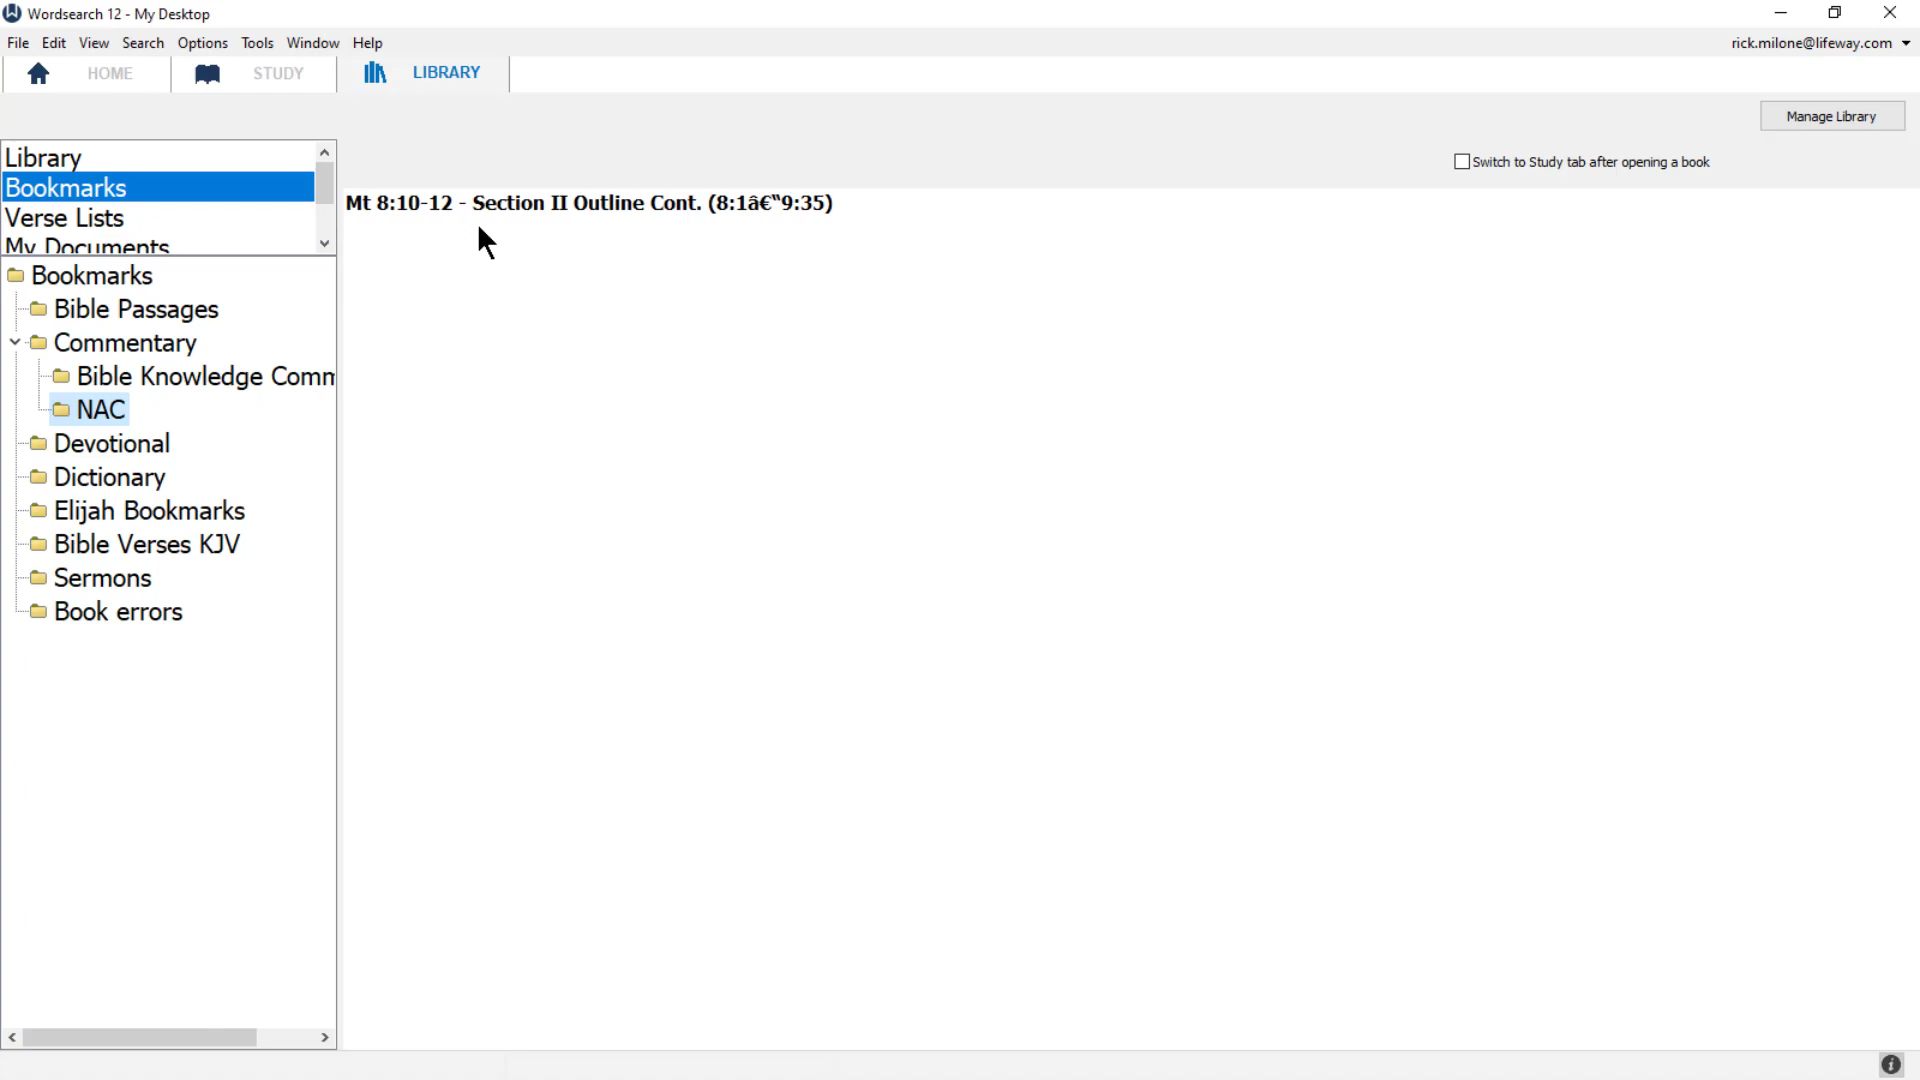 Wordsearch 12 - My Desktop
File Edit View Search Options Tools Window Help
rick.milone@lifeway.com
HOME
STUDY
LIBRARY
Manage Library
Switch to Study tab after opening a book
Library
Bookmarks
Verse Lists
My Documents
Mt 8:10-12 - Section II Outline Cont. (8:1â€“9:35)
Bookmarks
Bible Passages
Commentary
Bible Knowledge Comm
NAC
Devotional
Dictionary
Elijah Bookmarks
Bible Verses KJV
Sermons
Book errors